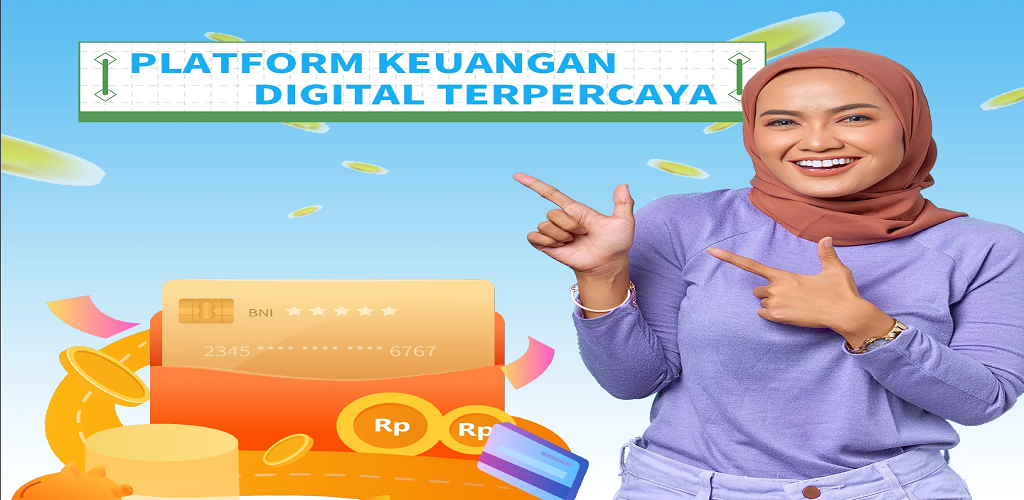 PLATFORM KEUANGAN
DIGITAL TERPERCAYA
BNI ★★★★★
2345 **** **** **** 6767
Rp
Rp